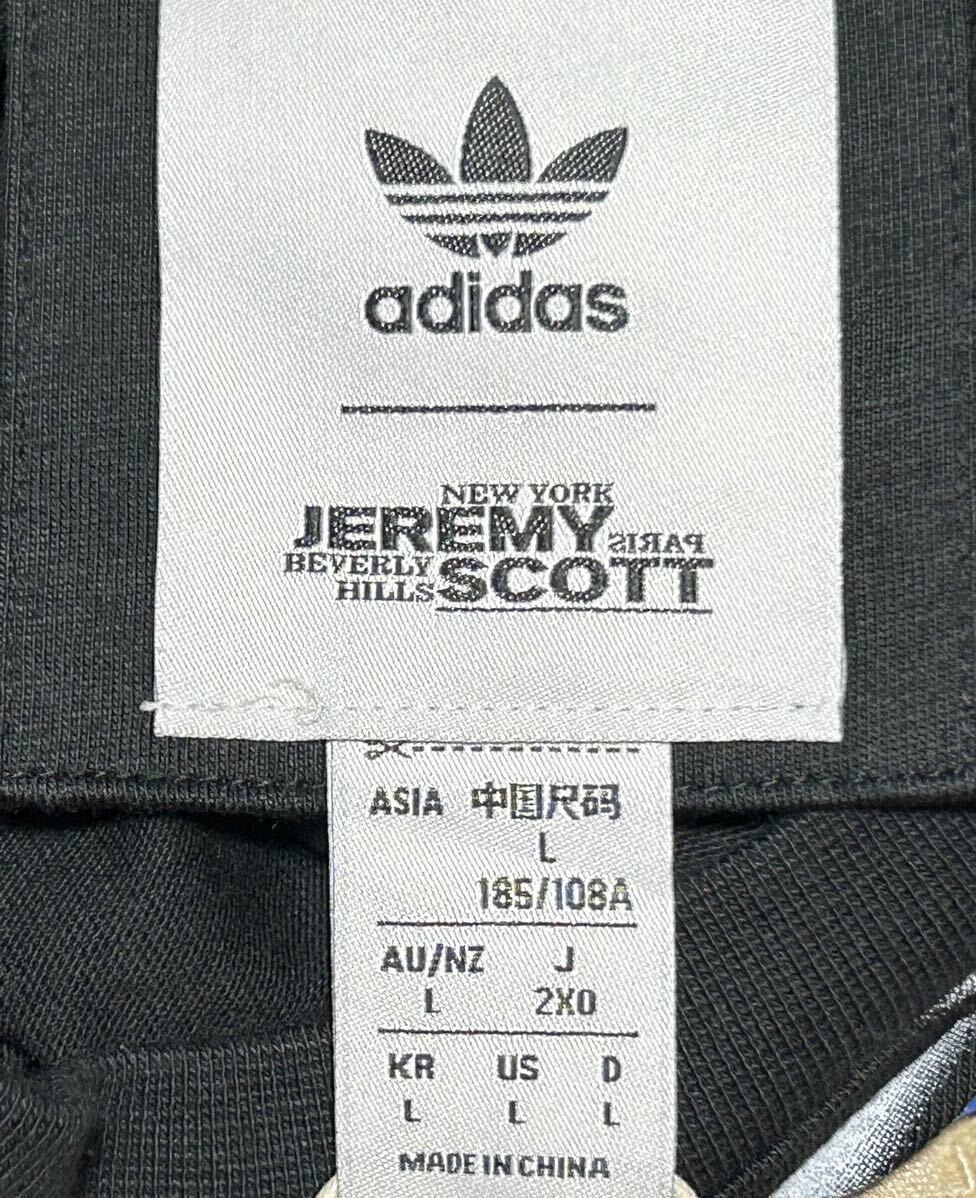 adidas
NEW YORK
JEREMY PARIS
BEVERLY SCOTT
HILLS
ASIA 中国尺码
L
185/108A
AU/NZ J
L 2XO
KR US D
L L L
MADE IN CHINA